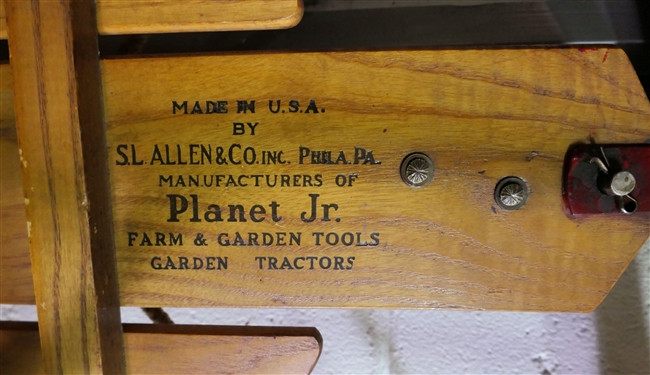 MADE IN U.S.A.
BY
S.L. ALLEN & CO. INC. PHILA. PA.
MANUFACTURERS OF
Planet Jr.
FARM & GARDEN TOOLS
GARDEN TRACTORS